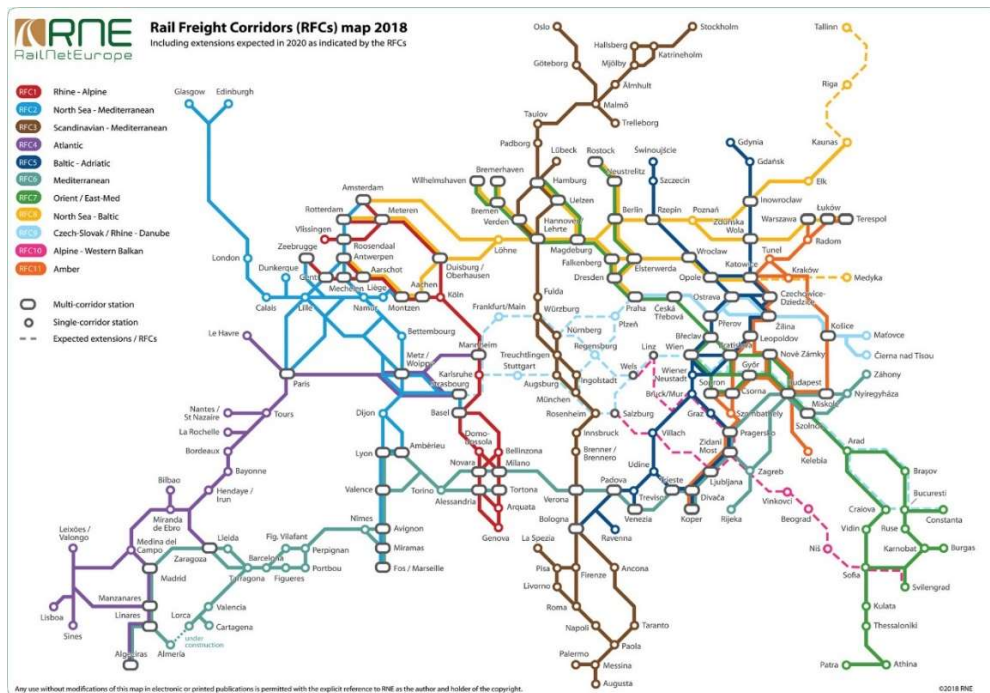 RNE
RailNetEurope
Rail Freight Corridors (RFCs) map 2018
Including extensions expected in 2020 as indicated by the RFCs
RFC1 Rhine - Alpine
RFC2 North Sea - Mediterranean
RFC3 Scandinavian - Mediterranean
RFC4 Atlantic
RFC5 Baltic - Adriatic
RFC6 Mediterranean
RFC7 Orient / East-Med
RFC8 North Sea - Baltic
RFC9 Czech-Slovak / Rhine - Danube
RFC10 Alpine - Western Balkan
RFC11 Amber
Multi-corridor station
Single-corridor station
Expected extensions / RFCs
Oslo
Stockholm
Hallsberg
Katrineholm
Göteborg
Mjölby
Älmhult
Malmö
Trelleborg
Taulov
Padborg
Tallinn
Riga
Kaunas
Glasgow
Edinburgh
Lübeck
Rostock
Świnoujście
Gdynia
Gdańsk
Bremerhaven
Wilhelmshaven
Hamburg
Neustrelitz
Szczecin
Ełk
Inowrocław
Amsterdam
Uelzen
Rotterdam
Meteren
Bremen
Verden
Hannover/
Lehrte
Berlin
Rzepin
Poznań
Zduńska
Wola
Warszawa
Łuków
Terespol
Vlissingen
Zeebrugge
Roosendaal
Antwerpen
Löhne
Magdeburg
Wrocław
Tunel
Radom
London
Dunkerque
Gent
Aarschot
Mechelen
Liège
Aachen
Duisburg /
Oberhausen
Falkenberg
Elsterwerda
Dresden
Opole
Katowice
Kraków
Medyka
Calais
Lille
Namur
Montzen
Köln
Frankfurt/Main
Fulda
Würzburg
Praha
Česká
Třebová
Ostrava
Czechowice-
Dziedzice
Le Havre
Bettembourg
Nürnberg
Plzeň
Přerov
Žilina
Košice
Maťovce
Metz /
Woippy
Mannheim
Treuchtlingen
Regensburg
Linz
Břeclav
Leopoldov
Čierna nad Tisou
Paris
Karlsruhe
Stuttgart
Wels
Wien
Bratislava
Nové Zámky
Strasbourg
Augsburg
Ingolstadt
Wiener
Neustadt
Győr
Záhony
Nantes /
St Nazaire
Tours
Dijon
Basel
München
Bruck/Mur
Sopron
Csorna
Budapest
Miskolc
Nyíregyháza
La Rochelle
Rosenheim
Salzburg
Graz
Szombathely
Szolnok
Bordeaux
Ambérieu
Domo-
dossola
Bellinzona
Innsbruck
Villach
Zidani
Most
Pragersko
Arad
Lyon
Novara
Milano
Brenner /
Brennero
Kelebia
Bayonne
Udine
Ljubljana
Zagreb
Brașov
Bilbao
Hendaye /
Irun
Valence
Torino
Alessandria
Tortona
Verona
Padova
Treviso
Trieste
Divača
Vinkovci
Bucuresti
Miranda
de Ebro
Arquata
Venezia
Koper
Rijeka
Beograd
Craiova
Constanta
Leixões /
Valongo
Nîmes
Avignon
Genova
Bologna
Ravenna
Vidin
Ruse
Medina del
Campo
Lleida
Fig. Vilafant
Perpignan
Miramas
La Spezia
Niš
Karnobat
Burgas
Zaragoza
Barcelona
Portbou
Fos / Marseille
Pisa
Firenze
Ancona
Sofia
Svilengrad
Madrid
Tarragona
Figueres
Livorno
Manzanares
Valencia
Roma
Kulata
Lisboa
Linares
Lorca
Cartagena
Napoli
Taranto
Thessaloniki
Sines
under
construction
Palermo
Paola
Algeciras
Almería
Messina
Patra
Athina
Augusta
Any use without modifications of this map in electronic or printed publications is permitted with the explicit reference to RNE as the author and holder of the copyright.
©2018 RNE